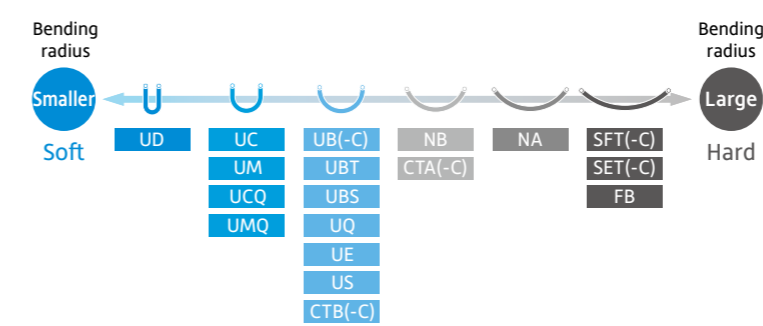 Bending
radius
Smaller
Soft
Bending
radius
Large
Hard
UD
UC
UM
UCQ
UMQ
UB(-C)
UBT
UBS
UQ
UE
US
CTB(-C)
NB
CTA(-C)
NA
SFT(-C)
SET(-C)
FB